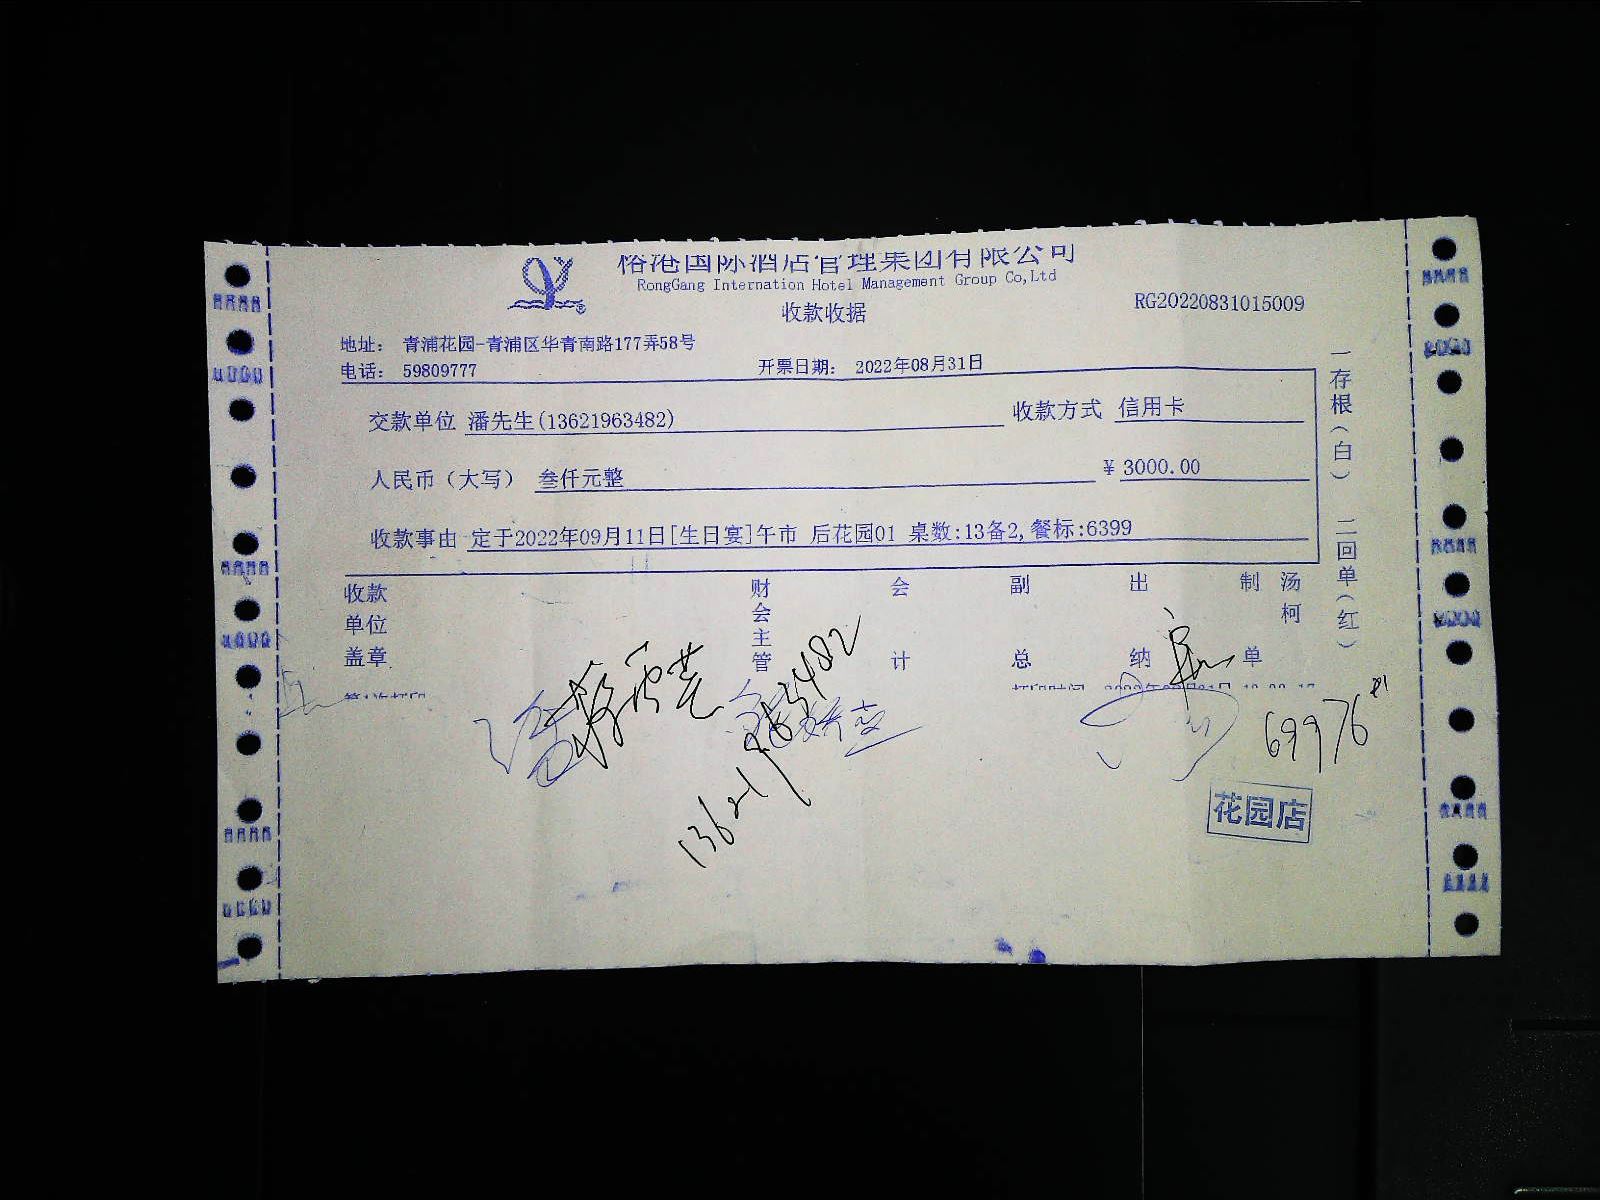 裕港国际酒店管理集团有限公司
RongGang Internation Hotel Management Group Co,Ltd
收款收据
RG20220831015009
地址： 青浦花园-青浦区华青南路177弄58号
电话： 59809777
开票日期： 2022年08月31日
交款单位 潘先生(13621963482)
收款方式 信用卡
人民币（大写） 叁仟元整
¥ 3000.00
收款事由 定于2022年09月11日[生日宴]午市 后花园01 桌数:13备2,餐标:6399
收款单位盖章
财会主管
会计
副总
出纳
制单
汤柯
一存根（白） 二回单（红）
13621963482
69976
花园店